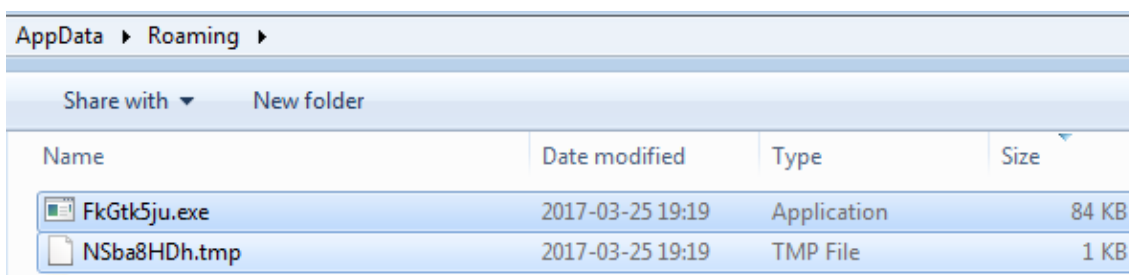 AppData Roaming
Share with New folder
Name Date modified Type Size
FkGtk5ju.exe 2017-03-25 19:19 Application 84 KB
NSba8HDh.tmp 2017-03-25 19:19 TMP File 1 KB